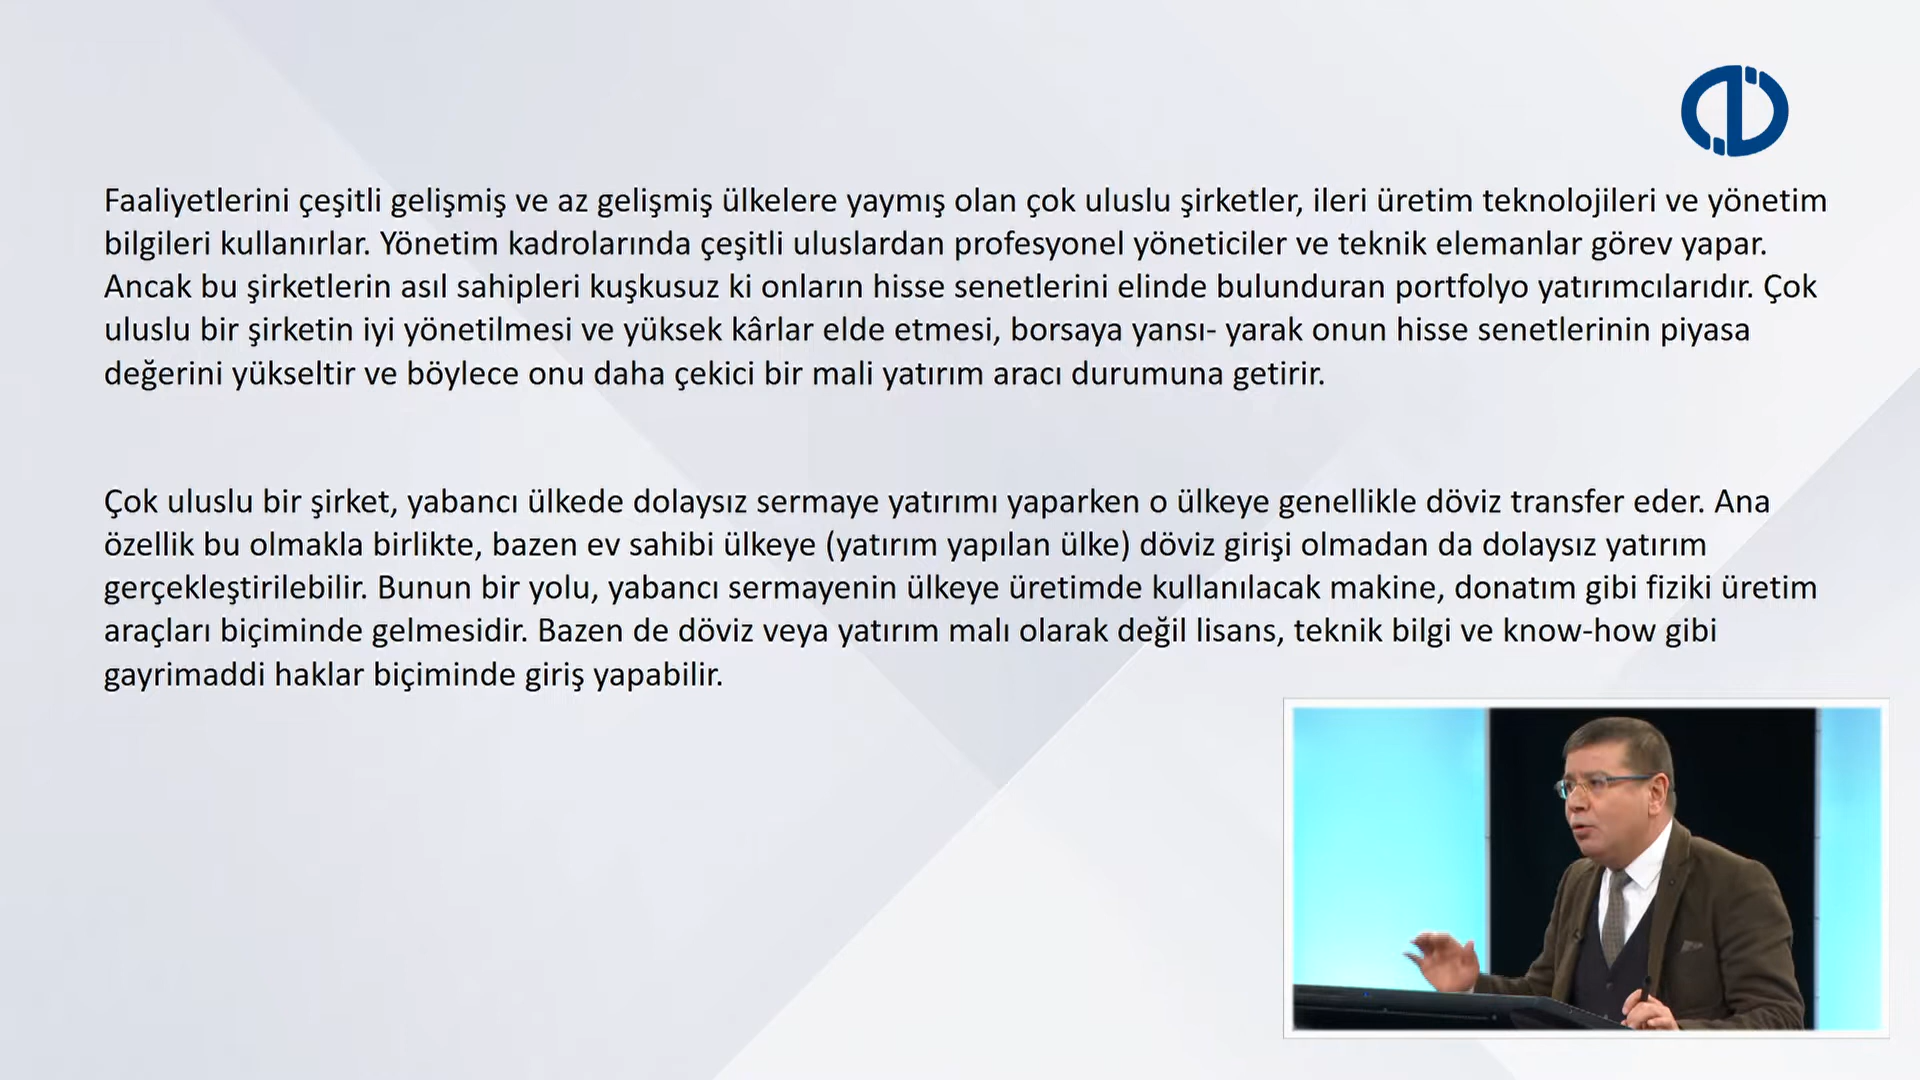 Faaliyetlerini çeşitli gelişmiş ve az gelişmiş ülkelere yaymış olan çok uluslu şirketler, ileri üretim teknolojileri ve yönetim
bilgileri kullanırlar. Yönetim kadrolarında çeşitli uluslardan profesyonel yöneticiler ve teknik elemanlar görev yapar.
Ancak bu şirketlerin asıl sahipleri kuşkusuz ki onların hisse senetlerini elinde bulunduran portfolyo yatırımcılarıdır. Çok
uluslu bir şirketin iyi yönetilmesi ve yüksek kârlar elde etmesi, borsaya yansı- yarak onun hisse senetlerinin piyasa
değerini yükseltir ve böylece onu daha çekici bir mali yatırım aracı durumuna getirir.
Çok uluslu bir şirket, yabancı ülkede dolaysız sermaye yatırımı yaparken o ülkeye genellikle döviz transfer eder. Ana
özellik bu olmakla birlikte, bazen ev sahibi ülkeye (yatırım yapılan ülke) döviz girişi olmadan da dolaysız yatırım
gerçekleştirilebilir. Bunun bir yolu, yabancı sermayenin ülkeye üretimde kullanılacak makine, donatım gibi fiziki üretim
araçları biçiminde gelmesidir. Bazen de döviz veya yatırım malı olarak değil lisans, teknik bilgi ve know-how gibi
gayrimaddi haklar biçiminde giriş yapabilir.